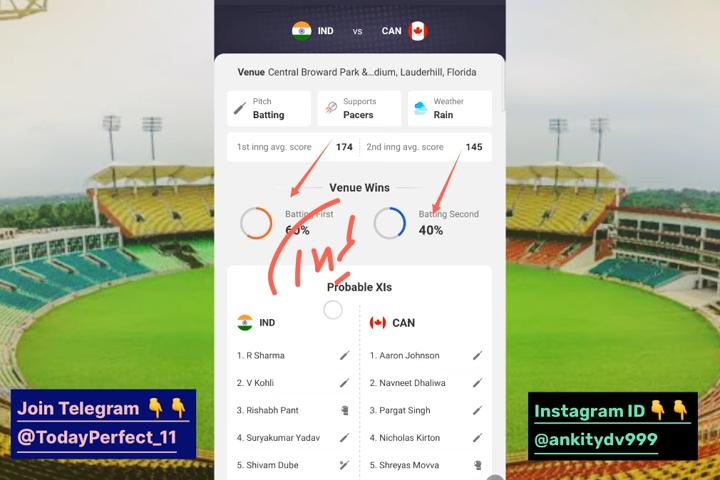 IND vs CAN
Venue Central Broward Park &...dium, Lauderhill, Florida
Pitch
Batting
Supports
Pacers
Weather
Rain
1st inng avg. score 174
2nd inng avg. score 145
Venue Wins
Batting First
60%
Batting Second
40%
Ind
Probable XIs
IND
1. R Sharma
2. V Kohli
3. Rishabh Pant
4. Suryakumar Yadav
5. Shivam Dube
CAN
1. Aaron Johnson
2. Navneet Dhaliwa
3. Pargat Singh
4. Nicholas Kirton
5. Shreyas Movva
Join Telegram 👇👇
@TodayPerfect_11
Instagram ID👇👇
@ankitydv999